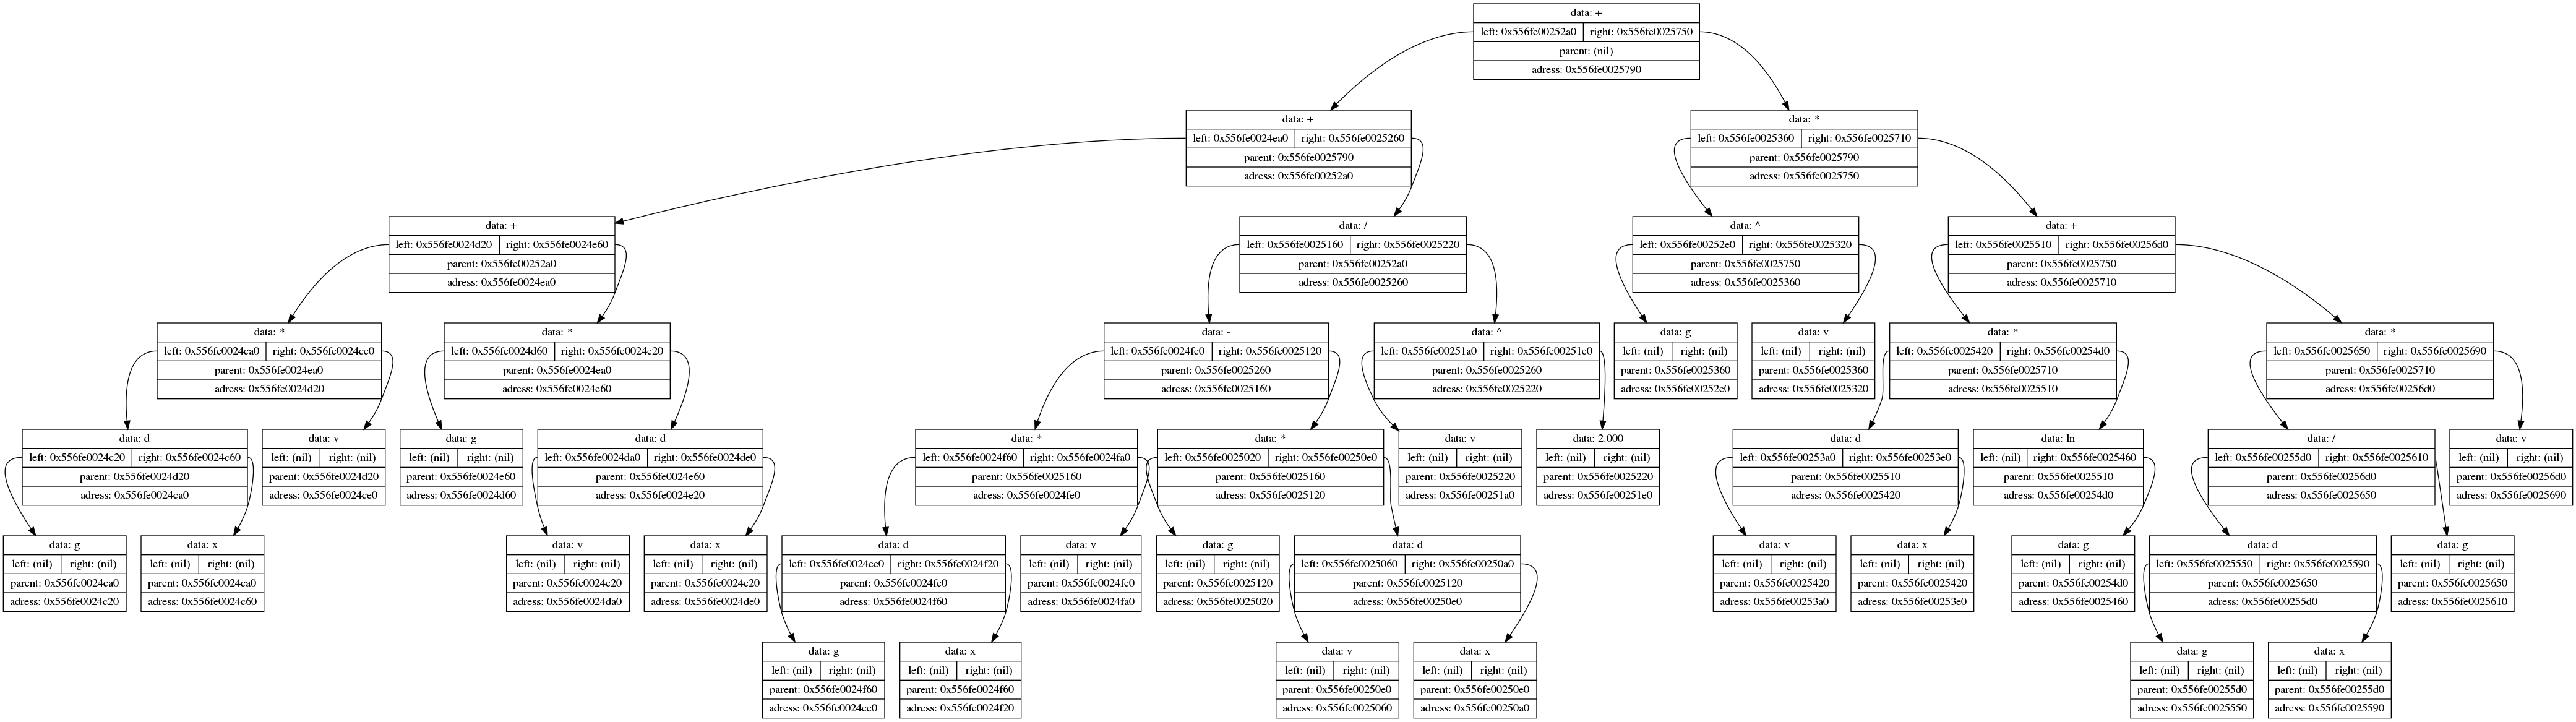 data: +
left: 0x556fe00252a0 right: 0x556fe0025750
parent: (nil)
adress: 0x556fe0025790
data: +
left: 0x556fe0024ea0 right: 0x556fe0025260
parent: 0x556fe0025790
adress: 0x556fe00252a0
data: *
left: 0x556fe0025360 right: 0x556fe0025710
parent: 0x556fe0025790
adress: 0x556fe0025750
data: +
left: 0x556fe0024d20 right: 0x556fe0024e60
parent: 0x556fe00252a0
adress: 0x556fe0024ea0
data: /
left: 0x556fe0025160 right: 0x556fe0025220
parent: 0x556fe00252a0
adress: 0x556fe0025260
data: ^
left: 0x556fe00252e0 right: 0x556fe0025320
parent: 0x556fe0025750
adress: 0x556fe0025360
data: +
left: 0x556fe0025510 right: 0x556fe00256d0
parent: 0x556fe0025750
adress: 0x556fe0025710
data: *
left: 0x556fe0024ca0 right: 0x556fe0024ce0
parent: 0x556fe0024ea0
adress: 0x556fe0024d20
data: *
left: 0x556fe0024d60 right: 0x556fe0024e20
parent: 0x556fe0024ea0
adress: 0x556fe0024e60
data: -
left: 0x556fe0024fe0 right: 0x556fe0025120
parent: 0x556fe0025260
adress: 0x556fe0025160
data: ^
left: 0x556fe00251a0 right: 0x556fe00251e0
parent: 0x556fe0025260
adress: 0x556fe0025220
data: g
left: (nil) right: (nil)
parent: 0x556fe0025360
adress: 0x556fe00252e0
data: v
left: (nil) right: (nil)
parent: 0x556fe0025360
adress: 0x556fe0025320
data: *
left: 0x556fe0025420 right: 0x556fe00254d0
parent: 0x556fe0025710
adress: 0x556fe0025510
data: *
left: 0x556fe0025650 right: 0x556fe0025690
parent: 0x556fe0025710
adress: 0x556fe00256d0
data: d
left: 0x556fe0024c20 right: 0x556fe0024c60
parent: 0x556fe0024d20
adress: 0x556fe0024ca0
data: v
left: (nil) right: (nil)
parent: 0x556fe0024d20
adress: 0x556fe0024ce0
data: g
left: (nil) right: (nil)
parent: 0x556fe0024e60
adress: 0x556fe0024d60
data: d
left: 0x556fe0024da0 right: 0x556fe0024de0
parent: 0x556fe0024e60
adress: 0x556fe0024e20
data: *
left: 0x556fe0024f60 right: 0x556fe0024fa0
parent: 0x556fe0025160
adress: 0x556fe0024fe0
data: *
left: 0x556fe0025020 right: 0x556fe00250e0
parent: 0x556fe0025160
adress: 0x556fe0025120
data: v
left: (nil) right: (nil)
parent: 0x556fe0025220
adress: 0x556fe00251a0
data: 2.000
left: (nil) right: (nil)
parent: 0x556fe0025220
adress: 0x556fe00251e0
data: d
left: 0x556fe00253a0 right: 0x556fe00253e0
parent: 0x556fe0025510
adress: 0x556fe0025420
data: ln
left: (nil) right: 0x556fe0025460
parent: 0x556fe0025510
adress: 0x556fe00254d0
data: /
left: 0x556fe00255d0 right: 0x556fe0025610
parent: 0x556fe00256d0
adress: 0x556fe0025650
data: v
left: (nil) right: (nil)
parent: 0x556fe00256d0
adress: 0x556fe0025690
data: g
left: (nil) right: (nil)
parent: 0x556fe0024ca0
adress: 0x556fe0024c20
data: x
left: (nil) right: (nil)
parent: 0x556fe0024ca0
adress: 0x556fe0024c60
data: v
left: (nil) right: (nil)
parent: 0x556fe0024e20
adress: 0x556fe0024da0
data: x
left: (nil) right: (nil)
parent: 0x556fe0024e20
adress: 0x556fe0024de0
data: d
left: 0x556fe0024ee0 right: 0x556fe0024f20
parent: 0x556fe0024fe0
adress: 0x556fe0024f60
data: v
left: (nil) right: (nil)
parent: 0x556fe0024fe0
adress: 0x556fe0024fa0
data: g
left: (nil) right: (nil)
parent: 0x556fe0025120
adress: 0x556fe0025020
data: d
left: 0x556fe0025060 right: 0x556fe00250a0
parent: 0x556fe0025120
adress: 0x556fe00250e0
data: v
left: (nil) right: (nil)
parent: 0x556fe0025420
adress: 0x556fe00253a0
data: x
left: (nil) right: (nil)
parent: 0x556fe0025420
adress: 0x556fe00253e0
data: g
left: (nil) right: (nil)
parent: 0x556fe00254d0
adress: 0x556fe0025460
data: d
left: 0x556fe0025550 right: 0x556fe0025590
parent: 0x556fe0025650
adress: 0x556fe00255d0
data: g
left: (nil) right: (nil)
parent: 0x556fe0025650
adress: 0x556fe0025610
data: g
left: (nil) right: (nil)
parent: 0x556fe0024f60
adress: 0x556fe0024ee0
data: x
left: (nil) right: (nil)
parent: 0x556fe0024f60
adress: 0x556fe0024f20
data: v
left: (nil) right: (nil)
parent: 0x556fe00250e0
adress: 0x556fe0025060
data: x
left: (nil) right: (nil)
parent: 0x556fe00250e0
adress: 0x556fe00250a0
data: g
left: (nil) right: (nil)
parent: 0x556fe00255d0
adress: 0x556fe0025550
data: x
left: (nil) right: (nil)
parent: 0x556fe00255d0
adress: 0x556fe0025590